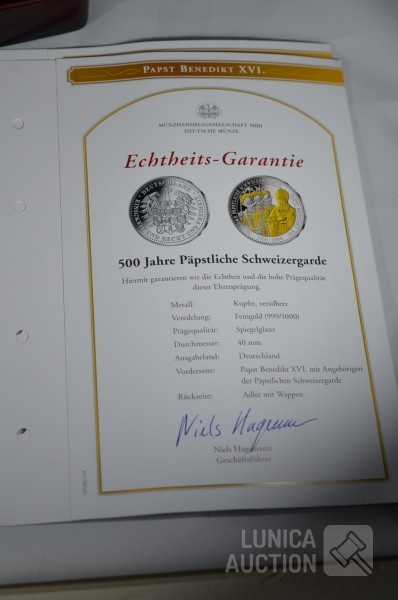 PAPST BENEDIKT XVI.
MÜNZHANDELSGESELLSCHAFT MBH
DEUTSCHE MÜNZE
Echtheits-Garantie
500 Jahre Päpstliche Schweizergarde
Hiermit garantieren wir die Echtheit und die hohe Prägequalität
dieser Ehrenprägung.
Metall: Kupfer, versilbert
Veredelung: Feingold (999/1000)
Prägequalität: Spiegelglanz
Durchmesser: 40 mm
Ausgabeland: Deutschland
Vorderseite: Papst Benedikt XVI. mit Angehörigen
der Päpstlichen Schweizergarde
Rückseite: Adler mit Wappen
Niels Hagemann
Niels Hagemann
Geschäftsführer
LUNICA
AUCTION